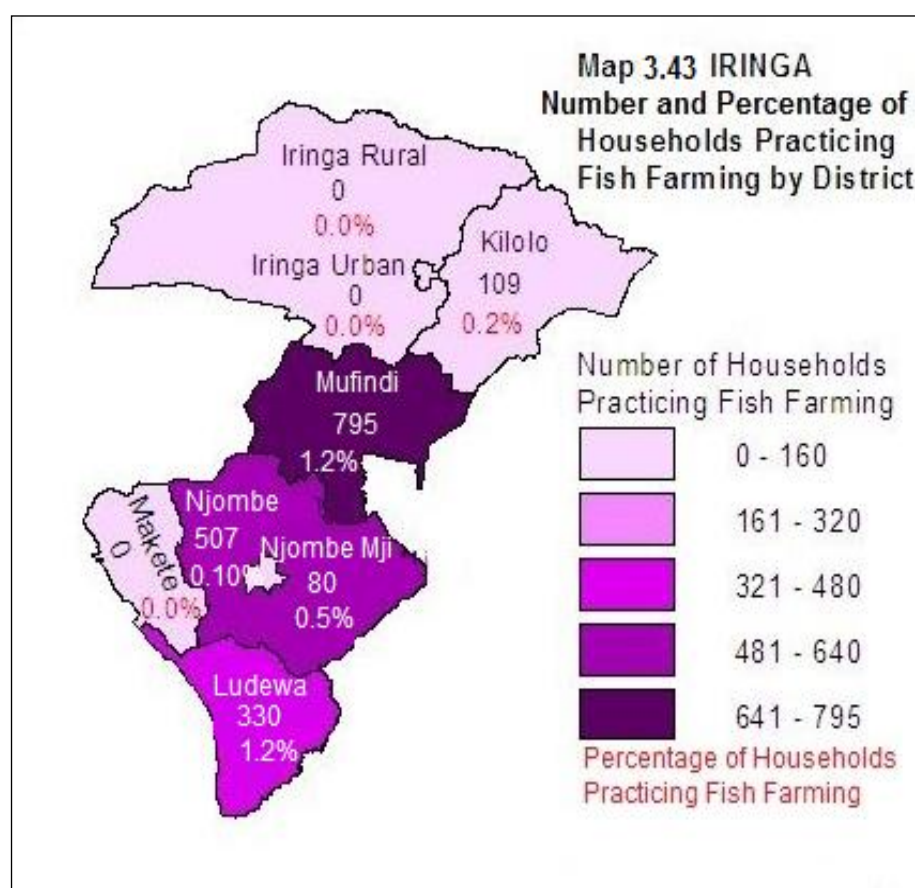 Map 3.43 IRINGA
Number and Percentage of
Households Practicing
Fish Farming by District
Iringa Rural
0
0.0%
Iringa Urban
0
0.0%
Kilolo
109
0.2%
Mufindi
795
1.2%
Makete
0
0.0%
Njombe
507
0.10%
Njombe Mji
80
0.5%
Ludewa
330
1.2%
Number of Households
Practicing Fish Farming
0 - 160
161 - 320
321 - 480
481 - 640
641 - 795
Percentage of Households
Practicing Fish Farming